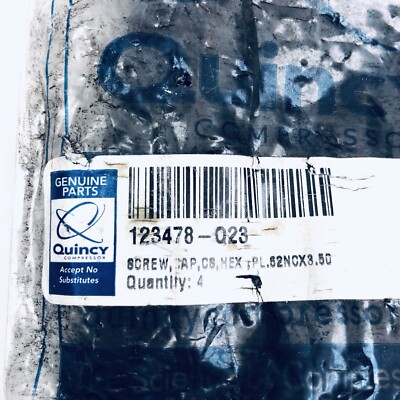 Quincy
COMPRESSO
GENUINE
PARTS
Quincy
COMPRESSOR
Accept No
Substitutes
123478-Q23
SCREW, CAP,CS,HEX ,PL.62NCX3.50
Quantity: 4